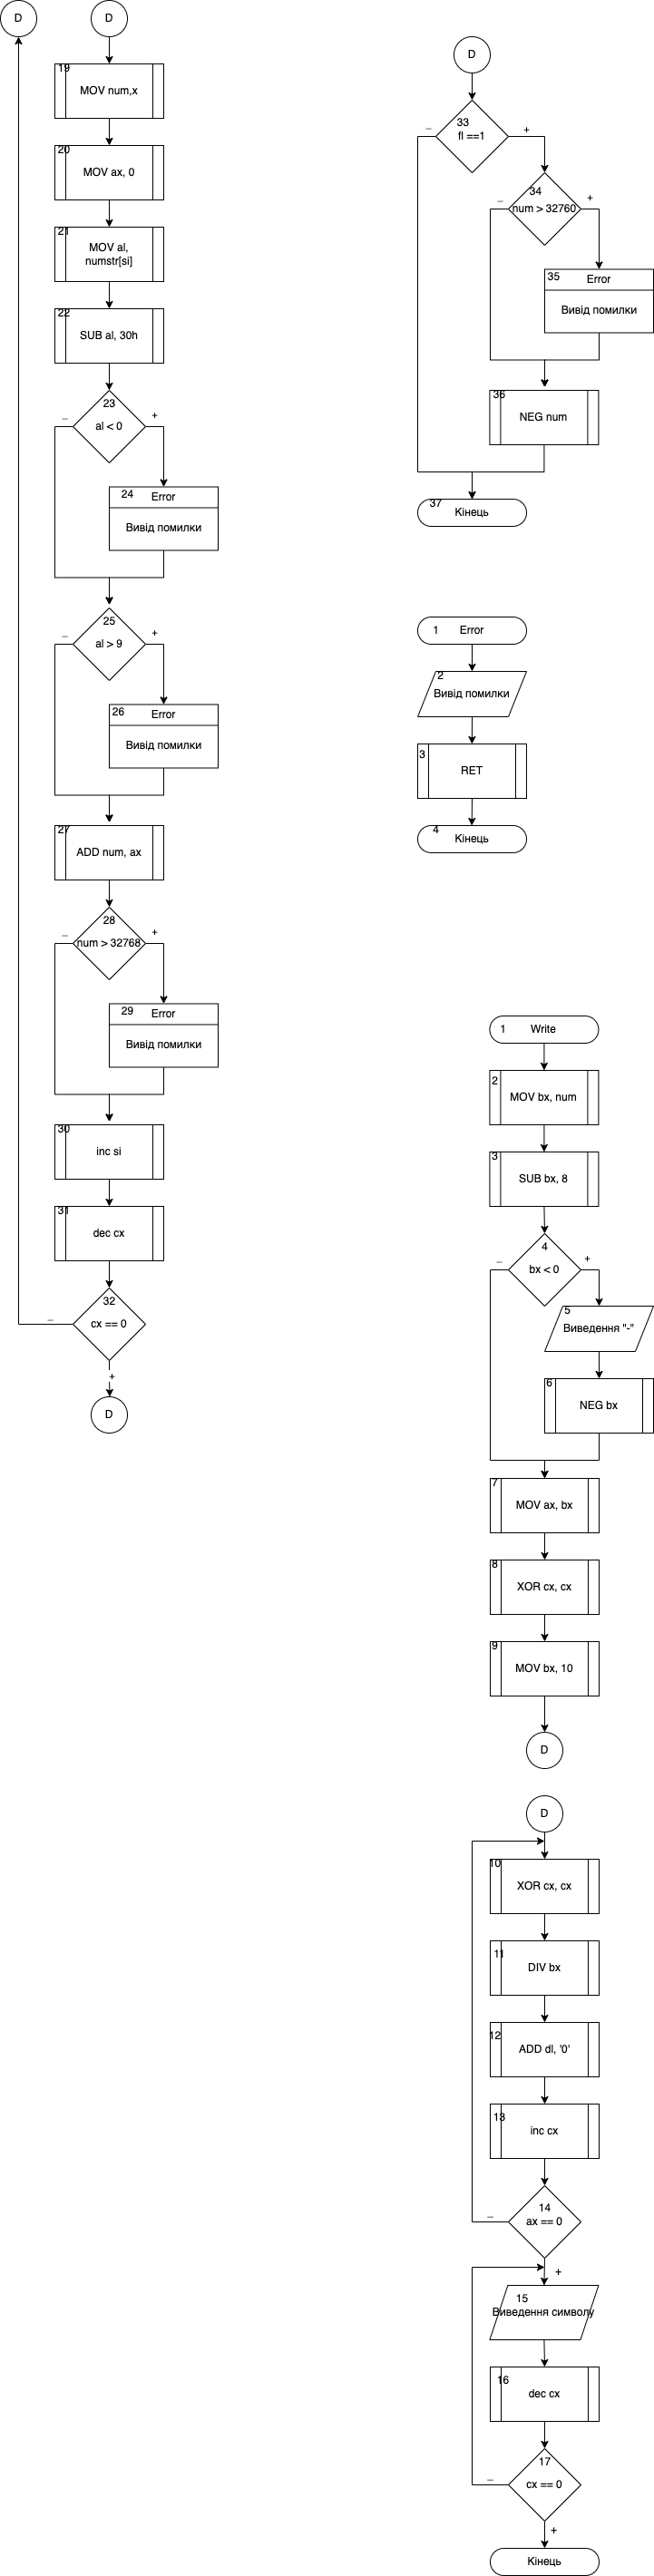 D
D
19
MOV num,x
20
MOV ax, 0
21
MOV al,
numstr[si]
22
SUB al, 30h
23
al < 0
–
+
24
Error
Вивід помилки
25
al > 9
–
+
26
Error
Вивід помилки
27
ADD num, ax
28
num > 32768
–
+
29
Error
Вивід помилки
30
inc si
31
dec cx
32
cx == 0
–
+
D
D
33
fl ==1
–
+
34
num > 32760
–
+
35
Error
Вивід помилки
36
NEG num
37
Кінець
1
Error
2
Вивід помилки
3
RET
4
Кінець
1
Write
2
MOV bx, num
3
SUB bx, 8
4
bx < 0
–
+
5
Виведення "-"
6
NEG bx
7
MOV ax, bx
8
XOR cx, cx
9
MOV bx, 10
D
D
10
XOR cx, cx
11
DIV bx
12
ADD dl, '0'
13
inc cx
14
ax == 0
–
+
15
Виведення символу
16
dec cx
17
cx == 0
–
+
Кінець